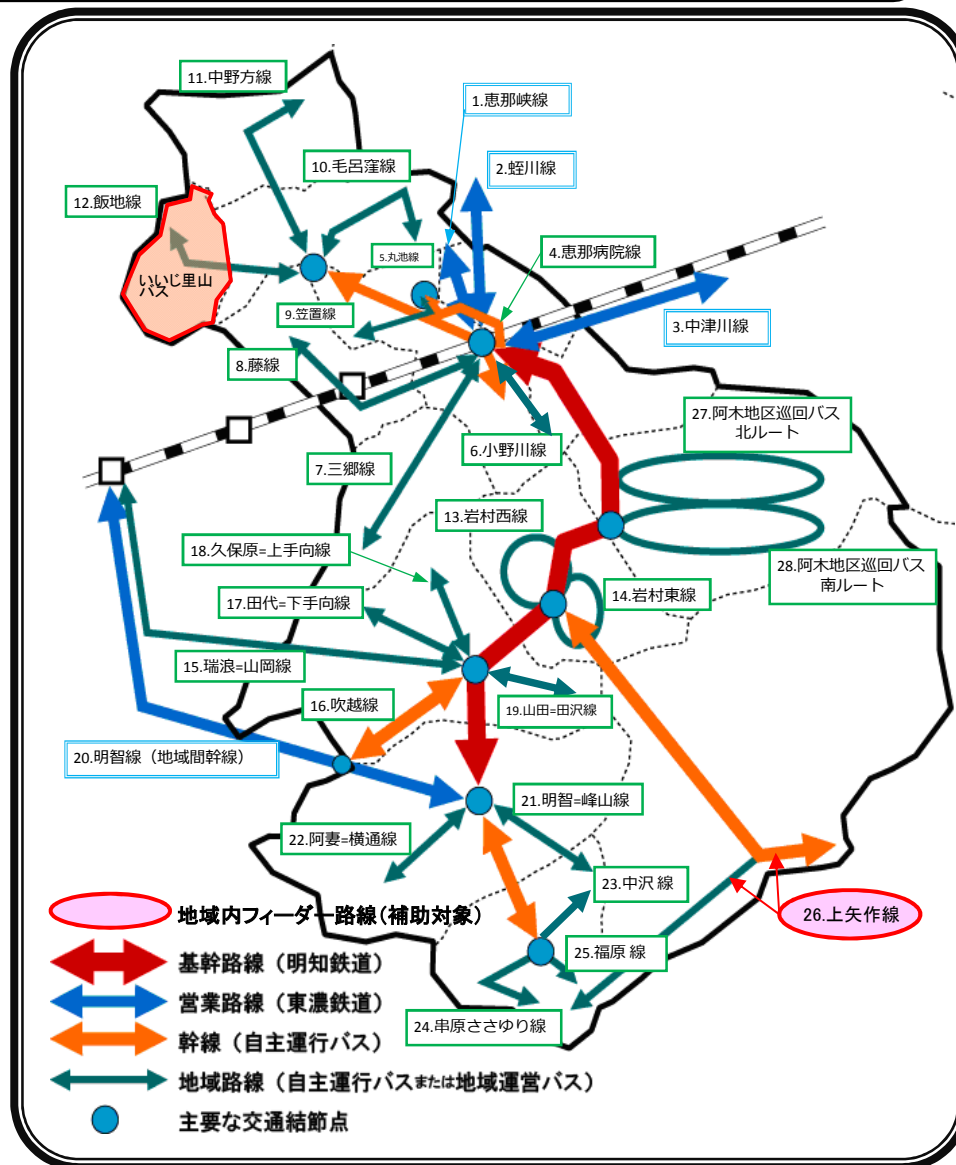 11.中野方線
1.恵那峡線
10.毛呂窪線
2.蛭川線
12.飯地線
5.丸池線
4.恵那病院線
いいじ里山
バス
9.笠置線
3.中津川線
8.藤線
27.阿木地区巡回バス
北ルート
6.小野川線
7.三郷線
13.岩村西線
18.久保原=上手向線
28.阿木地区巡回バス
南ルート
17.田代=下手向線
14.岩村東線
15.瑞浪=山岡線
16.吹越線
19.山田=田沢線
20.明智線（地域間幹線）
21.明智=峰山線
22.阿妻=横通線
23.中沢 線
地域内フィーダー路線(補助対象)
26.上矢作線
25.福原 線
基幹路線（明知鉄道）
営業路線（東濃鉄道）
24.串原ささゆり線
幹線（自主運行バス）
地域路線（自主運行バスまたは地域運営バス）
主要な交通結節点